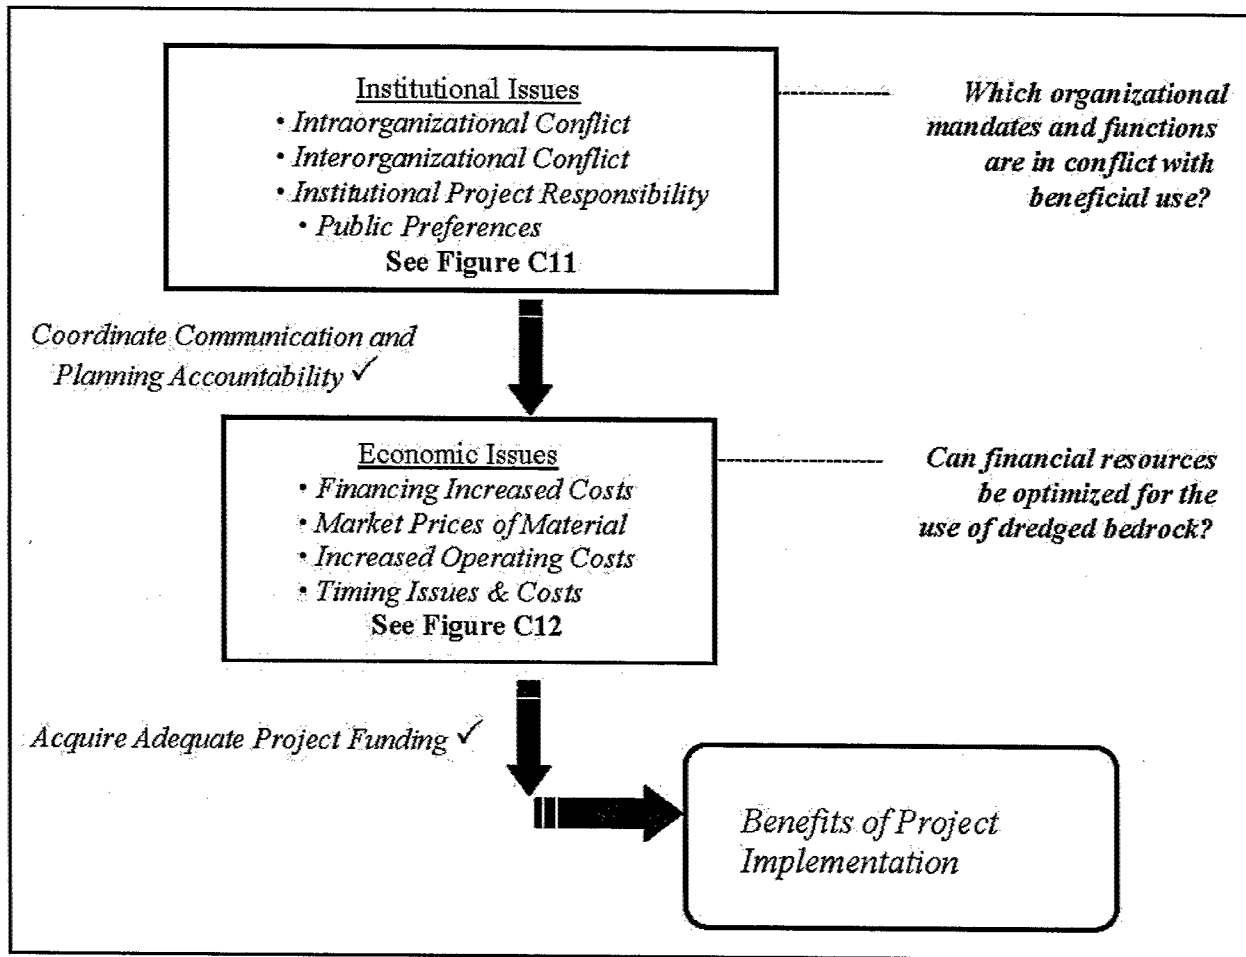 Institutional Issues
• Intraorganizational Conflict
• Interorganizational Conflict
• Institutional Project Responsibility
• Public Preferences
See Figure C11
Which organizational
mandates and functions
are in conflict with
beneficial use?
Coordinate Communication and
Planning Accountability ✓
Economic Issues
• Financing Increased Costs
• Market Prices of Material
• Increased Operating Costs
• Timing Issues & Costs
See Figure C12
Can financial resources
be optimized for the
use of dredged bedrock?
Acquire Adequate Project Funding ✓
Benefits of Project
Implementation